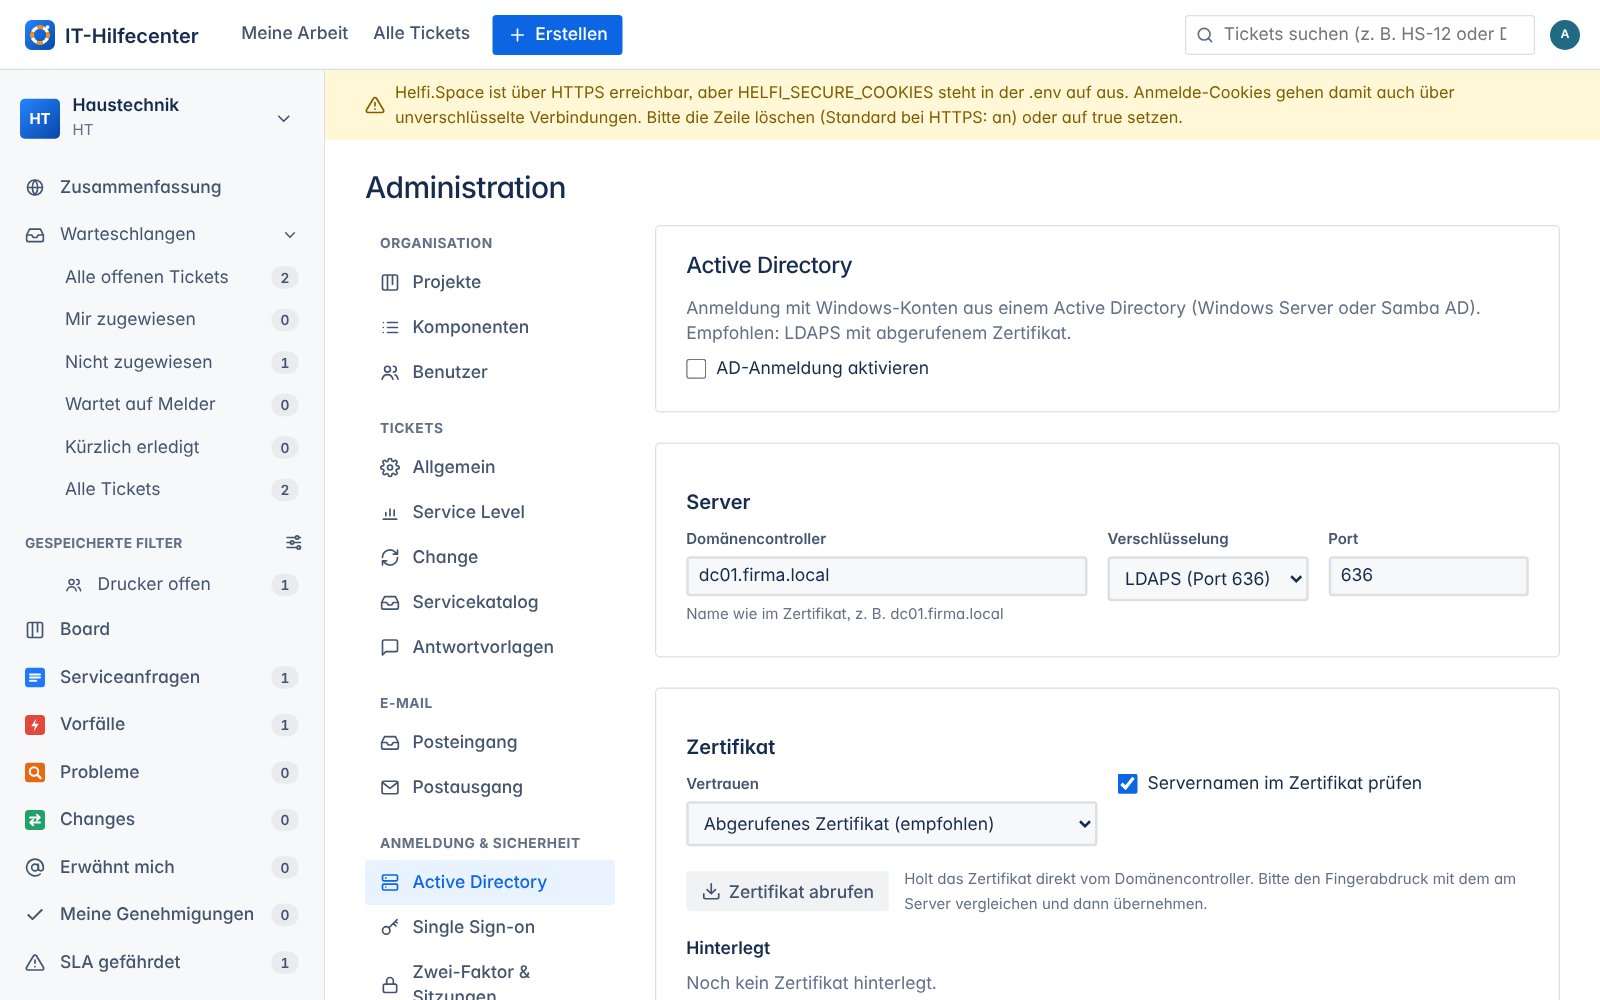 IT-Hilfecenter
Meine Arbeit
Alle Tickets
Erstellen
Tickets suchen (z. B. HS-12 oder D
A
HT
Haustechnik
HT
Zusammenfassung
Warteschlangen
Alle offenen Tickets 2
Mir zugewiesen 0
Nicht zugewiesen 1
Wartet auf Melder 0
Kürzlich erledigt 0
Alle Tickets 2
GESPEICHERTE FILTER
Drucker offen 1
Board
Serviceanfragen 1
Vorfälle 1
Probleme 0
Changes 0
Erwähnt mich 0
Meine Genehmigungen 0
SLA gefährdet 1
Helfi.Space ist über HTTPS erreichbar, aber HELFI_SECURE_COOKIES steht in der .env auf aus. Anmelde-Cookies gehen damit auch über
unverschlüsselte Verbindungen. Bitte die Zeile löschen (Standard bei HTTPS: an) oder auf true setzen.
Administration
ORGANISATION
Projekte
Komponenten
Benutzer
TICKETS
Allgemein
Service Level
Change
Servicekatalog
Antwortvorlagen
E-MAIL
Posteingang
Postausgang
ANMELDUNG & SICHERHEIT
Active Directory
Single Sign-on
Zwei-Faktor &
Sitzungen
Active Directory
Anmeldung mit Windows-Konten aus einem Active Directory (Windows Server oder Samba AD).
Empfohlen: LDAPS mit abgerufenem Zertifikat.
AD-Anmeldung aktivieren
Server
Domänencontroller
dc01.firma.local
Name wie im Zertifikat, z. B. dc01.firma.local
Verschlüsselung
LDAPS (Port 636)
Port
636
Zertifikat
Vertrauen
Abgerufenes Zertifikat (empfohlen)
Servernamen im Zertifikat prüfen
Zertifikat abrufen
Holt das Zertifikat direkt vom Domänencontroller. Bitte den Fingerabdruck mit dem am
Server vergleichen und dann übernehmen.
Hinterlegt
Noch kein Zertifikat hinterlegt.